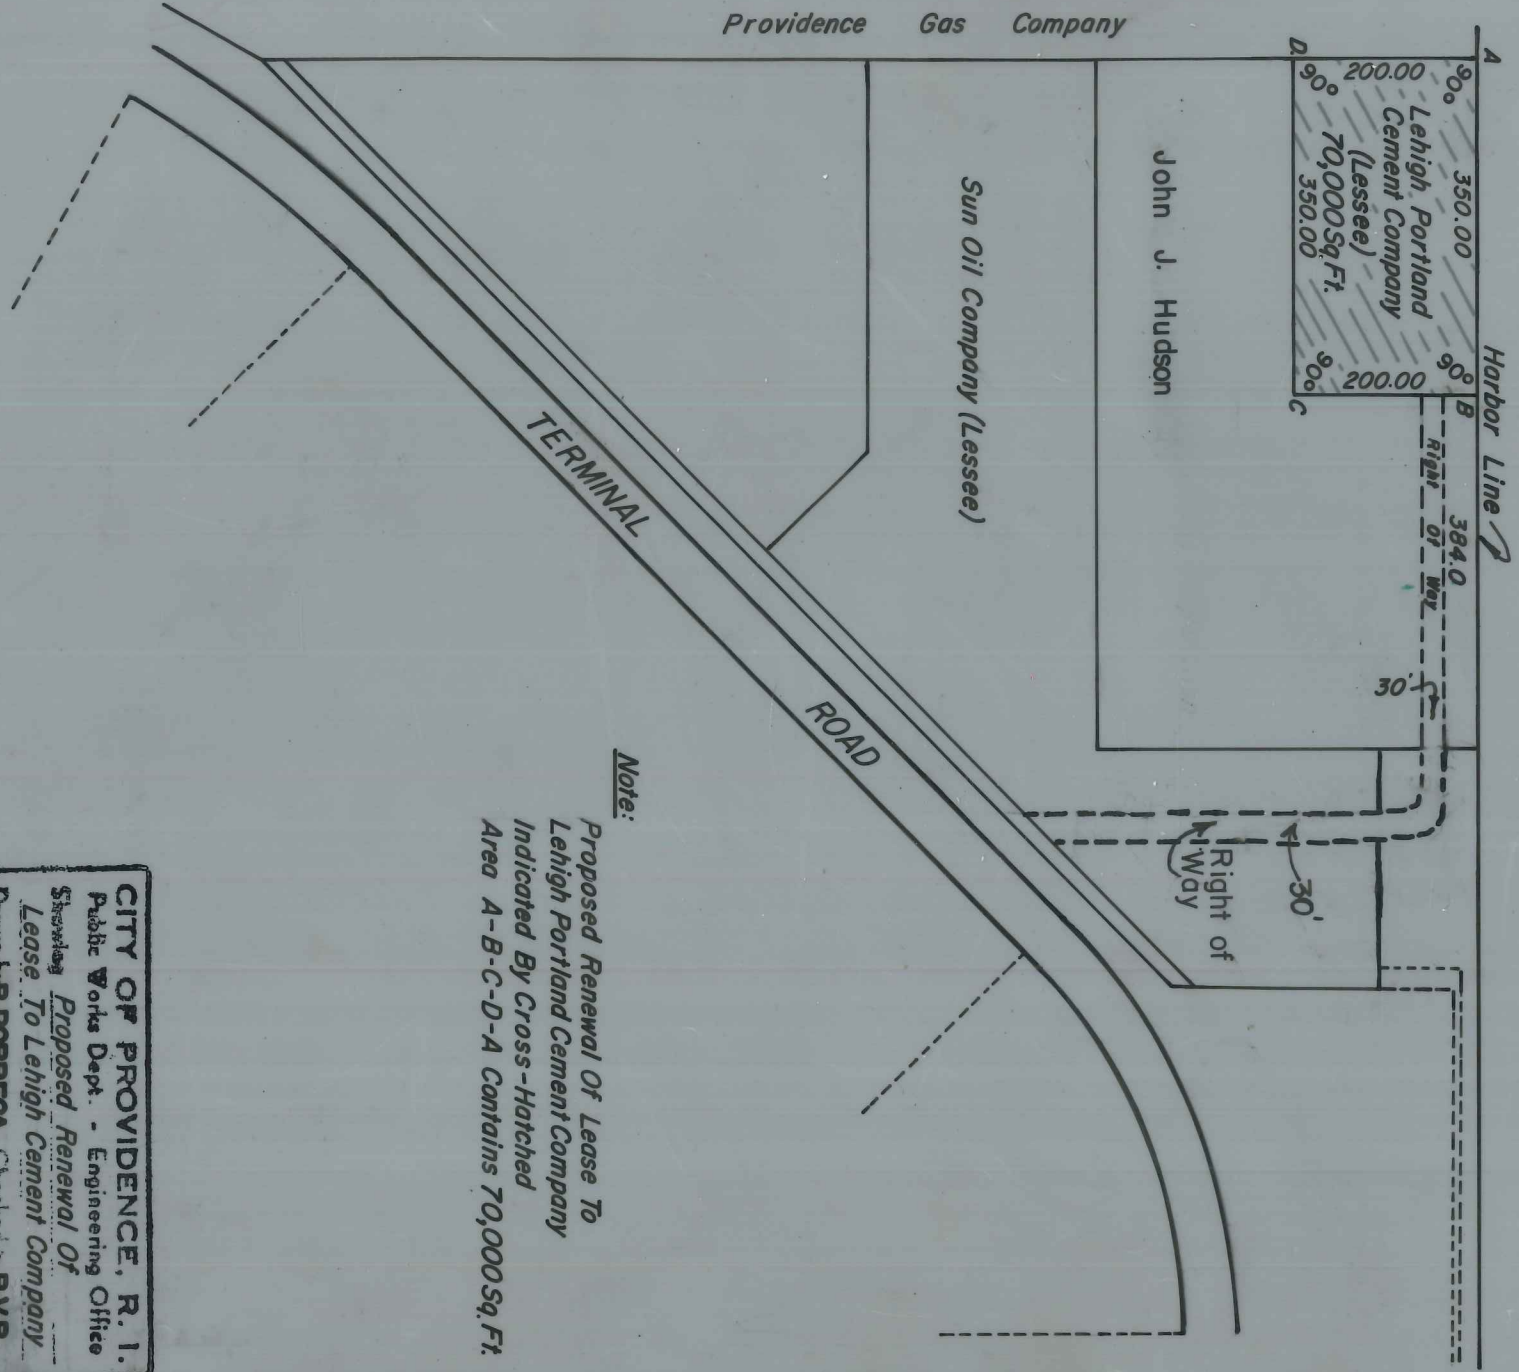 Providence Gas Company
Harbor Line
A
350.00
90°
90°
B
384.0
200.00
Lehigh Portland
Cement Company
(Lessee)
70,000 Sq. Ft.
200.00
350.00
90°
90°
D.
C
Right Of Way
30'
John J. Hudson
30'
Right of
Way
Sun Oil Company (Lessee)
TERMINAL
ROAD
Note:
Proposed Renewal Of Lease To
Lehigh Portland Cement Company
Indicated By Cross-Hatched
Area A-B-C-D-A Contains 70,000 Sq. Ft.
CITY OF PROVIDENCE, R. I.
Public Works Dept. - Engineering Office
Showing Proposed Renewal Of
Lease To Lehigh Cement Company